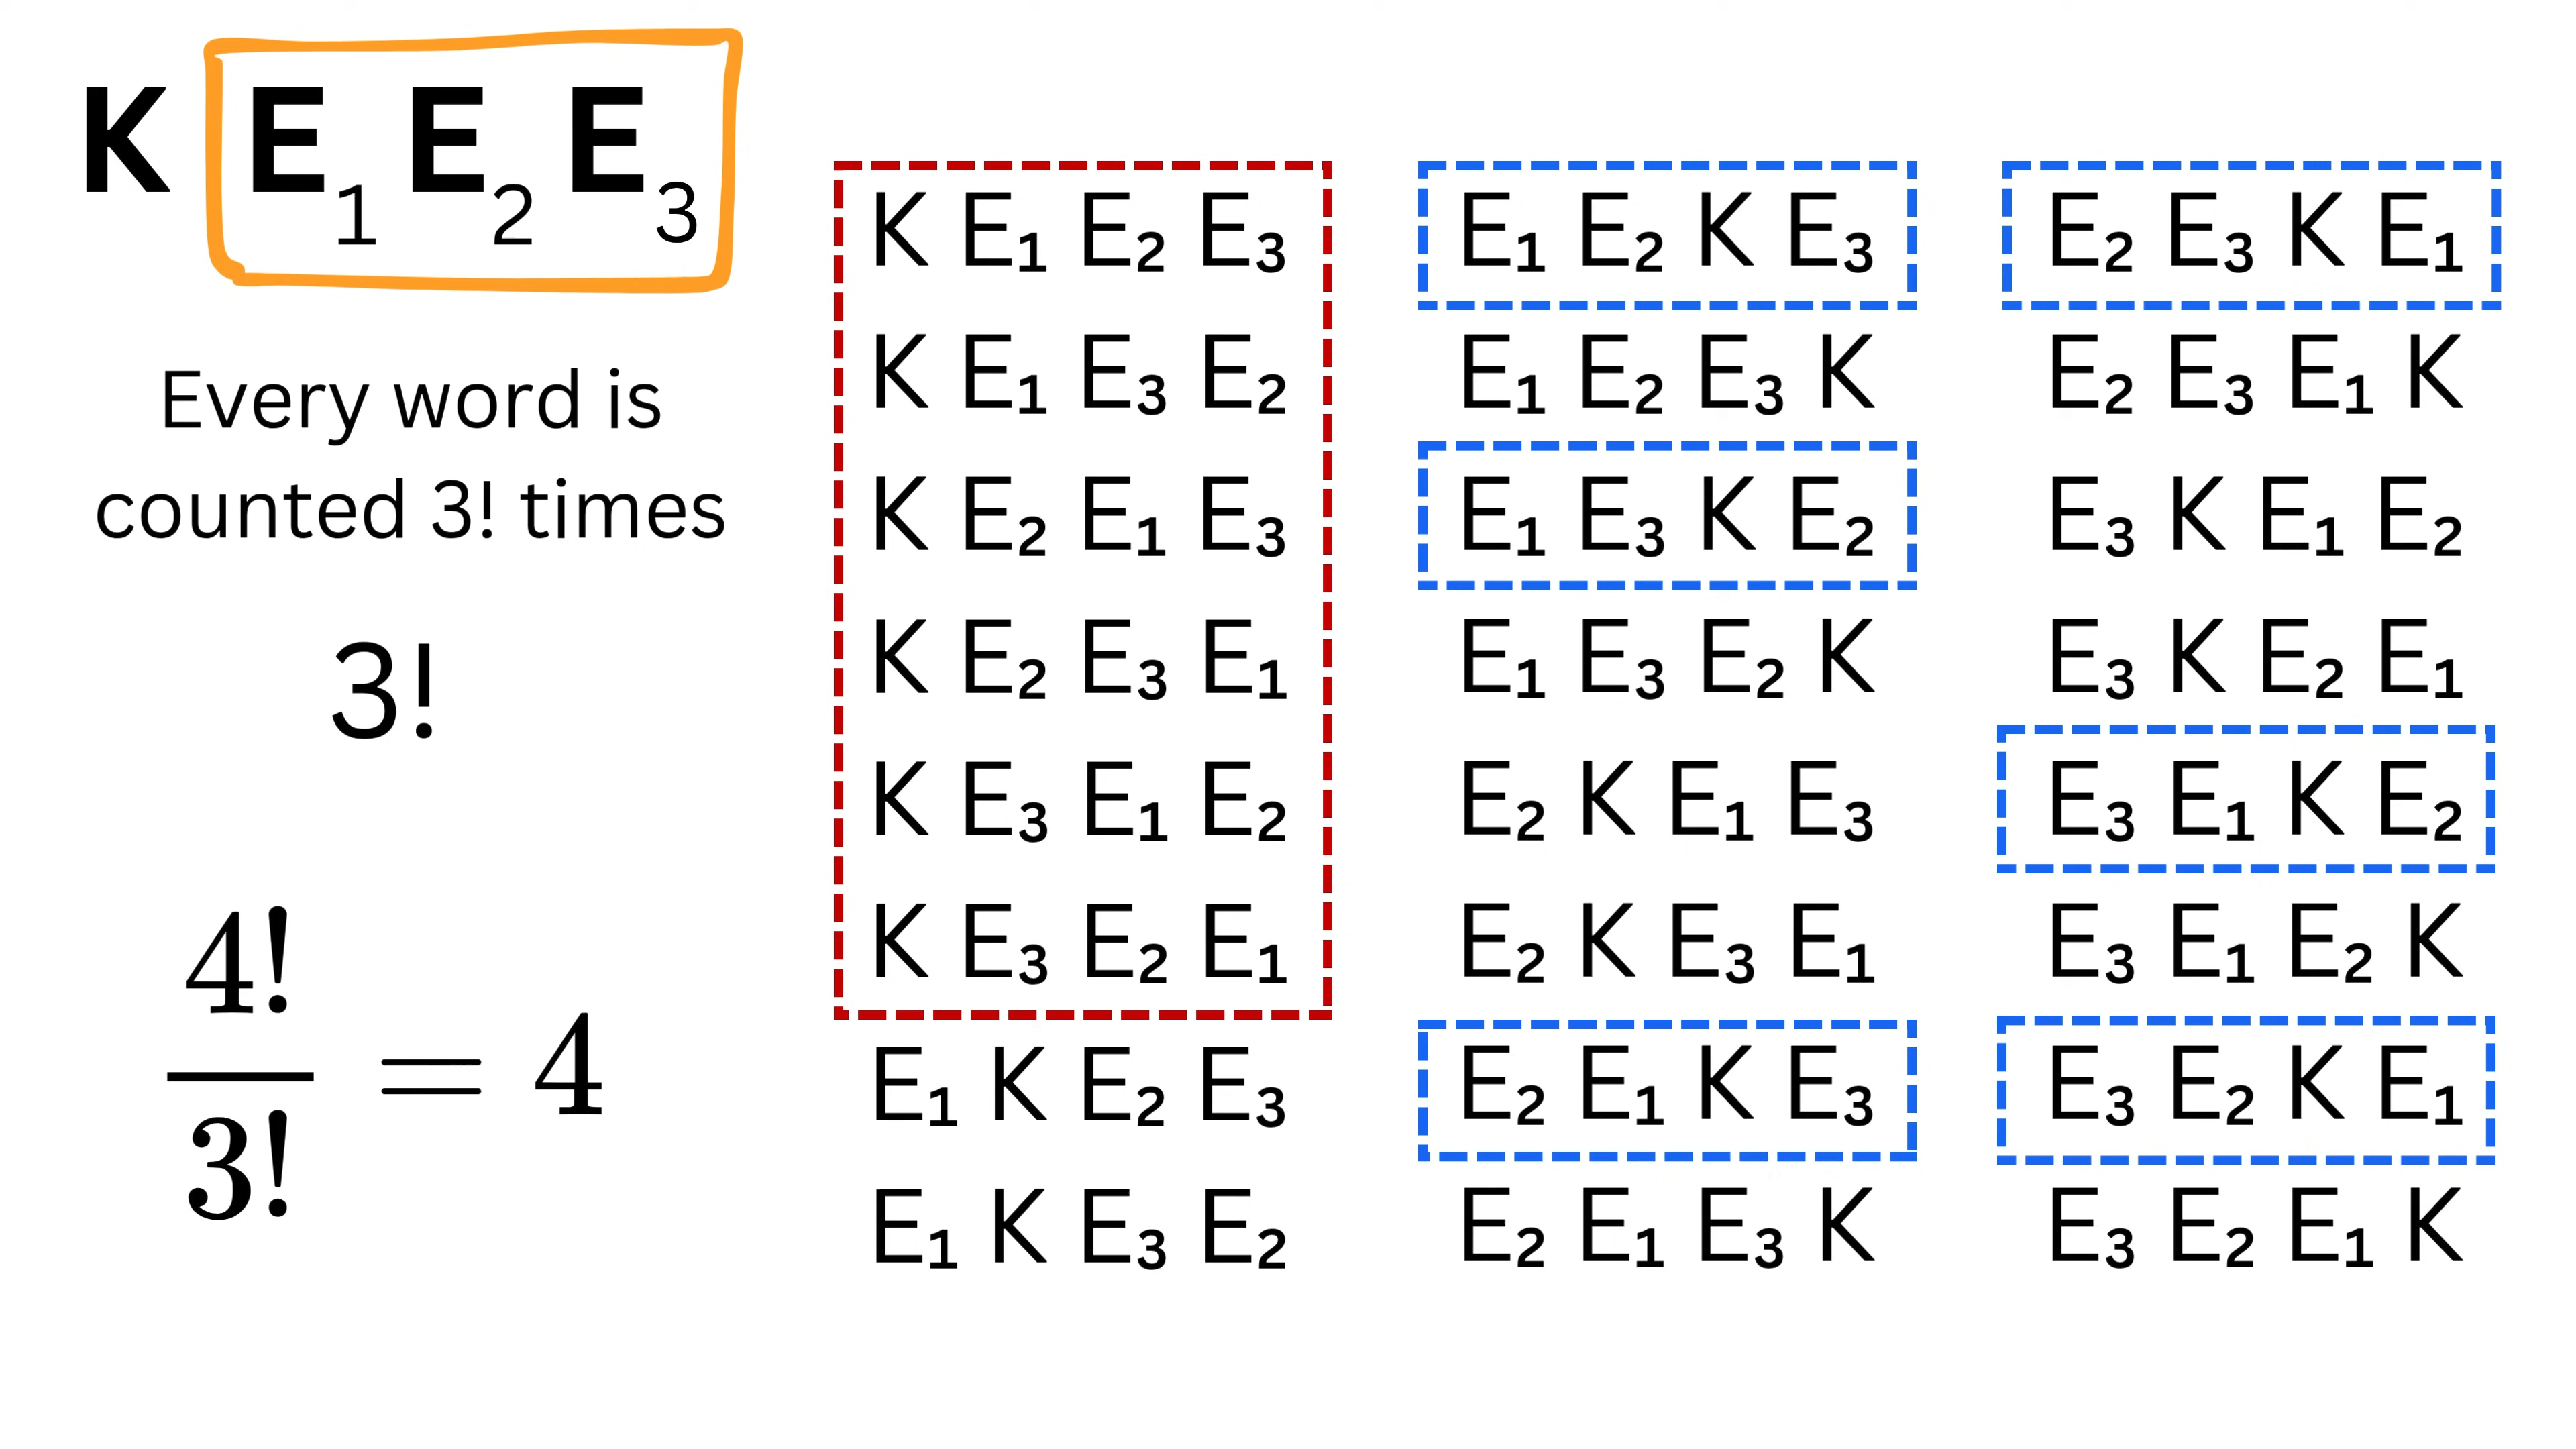 K E₁ E₂ E₃
Every word is
counted 3! times
3!
4!
3!
= 4
K E₁ E₂ E₃
K E₁ E₃ E₂
K E₂ E₁ E₃
K E₂ E₃ E₁
K E₃ E₁ E₂
K E₃ E₂ E₁
E₁ K E₂ E₃
E₁ K E₃ E₂
E₁ E₂ K E₃
E₁ E₂ E₃ K
E₁ E₃ K E₂
E₁ E₃ E₂ K
E₂ K E₁ E₃
E₂ K E₃ E₁
E₂ E₁ K E₃
E₂ E₁ E₃ K
E₂ E₃ K E₁
E₂ E₃ E₁ K
E₃ K E₁ E₂
E₃ K E₂ E₁
E₃ E₁ K E₂
E₃ E₁ E₂ K
E₃ E₂ K E₁
E₃ E₂ E₁ K